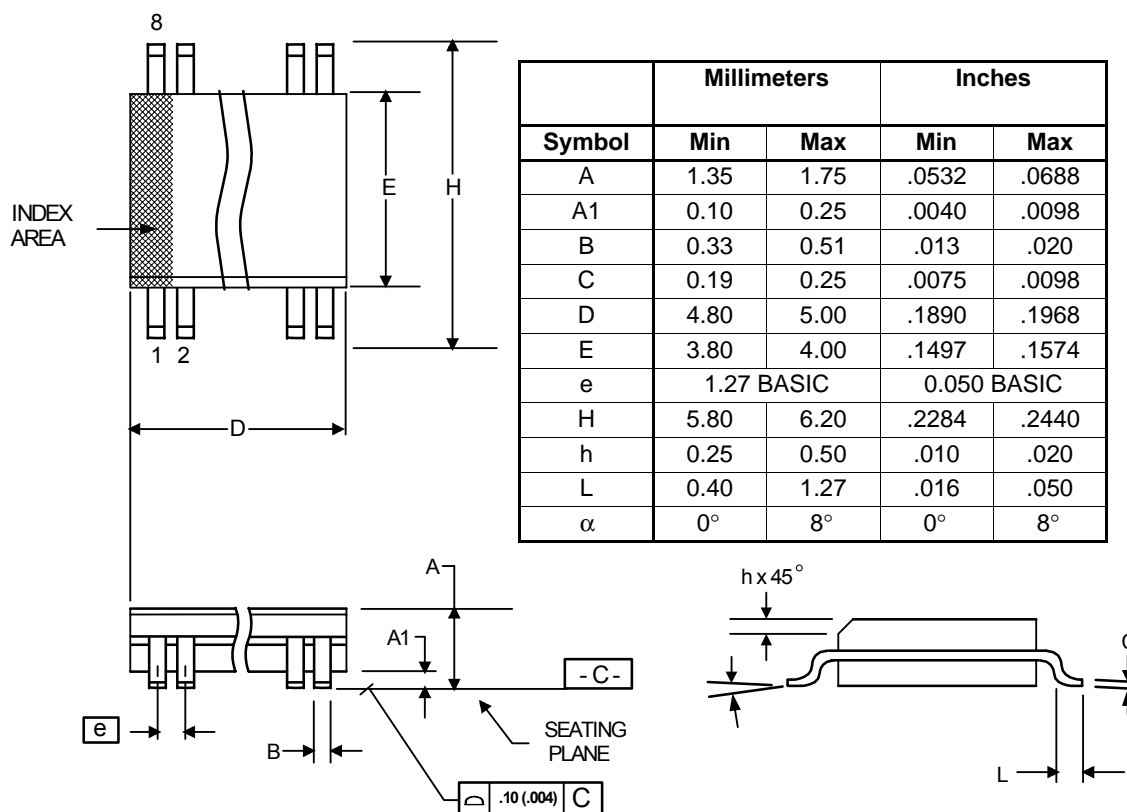 8
INDEX
AREA
E
H
1 2
D
Millimeters Inches
Symbol Min Max Min Max
A 1.35 1.75 .0532 .0688
A1 0.10 0.25 .0040 .0098
B 0.33 0.51 .013 .020
C 0.19 0.25 .0075 .0098
D 4.80 5.00 .1890 .1968
E 3.80 4.00 .1497 .1574
e 1.27 BASIC 0.050 BASIC
H 5.80 6.20 .2284 .2440
h 0.25 0.50 .010 .020
L 0.40 1.27 .016 .050
α 0° 8° 0° 8°
A
A1
- C -
e
B
SEATING
PLANE
.10 (.004) C
h x 45°
L